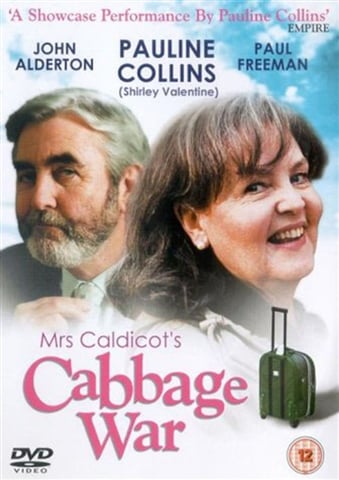 'A Showcase Performance By Pauline Collins'
EMPIRE
JOHN
ALDERTON
PAULINE
COLLINS
(Shirley Valentine)
PAUL
FREEMAN
Mrs Caldicot's
Cabbage
War
DVD
VIDEO
12